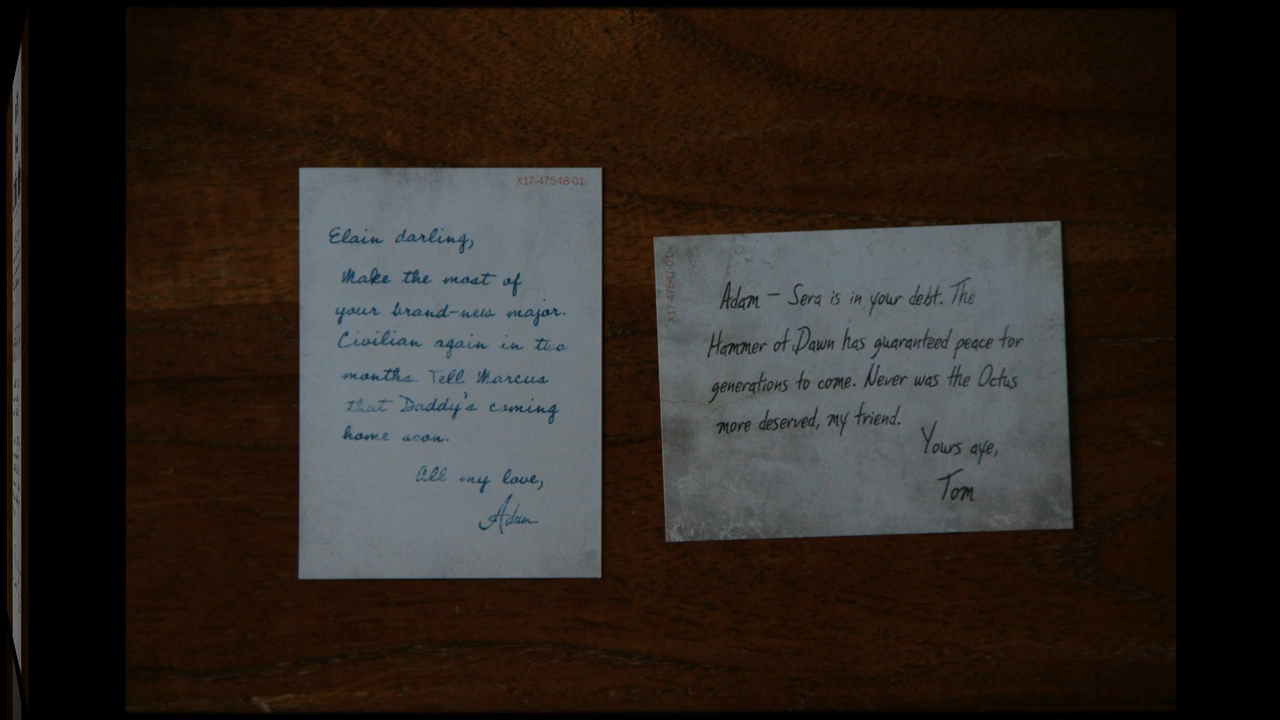 X17-47548-01
Elain darling,
Make the most of
your brand-new major.
Civilian again in two
months. Tell Marcus
that Daddy's coming
home soon.
All my love,
Adam
Adam – Sera is in your debt. The
Hammer of Dawn has guaranteed peace for
generations to come. Never was the Octus
more deserved, my friend.
Yours aye,
Tom